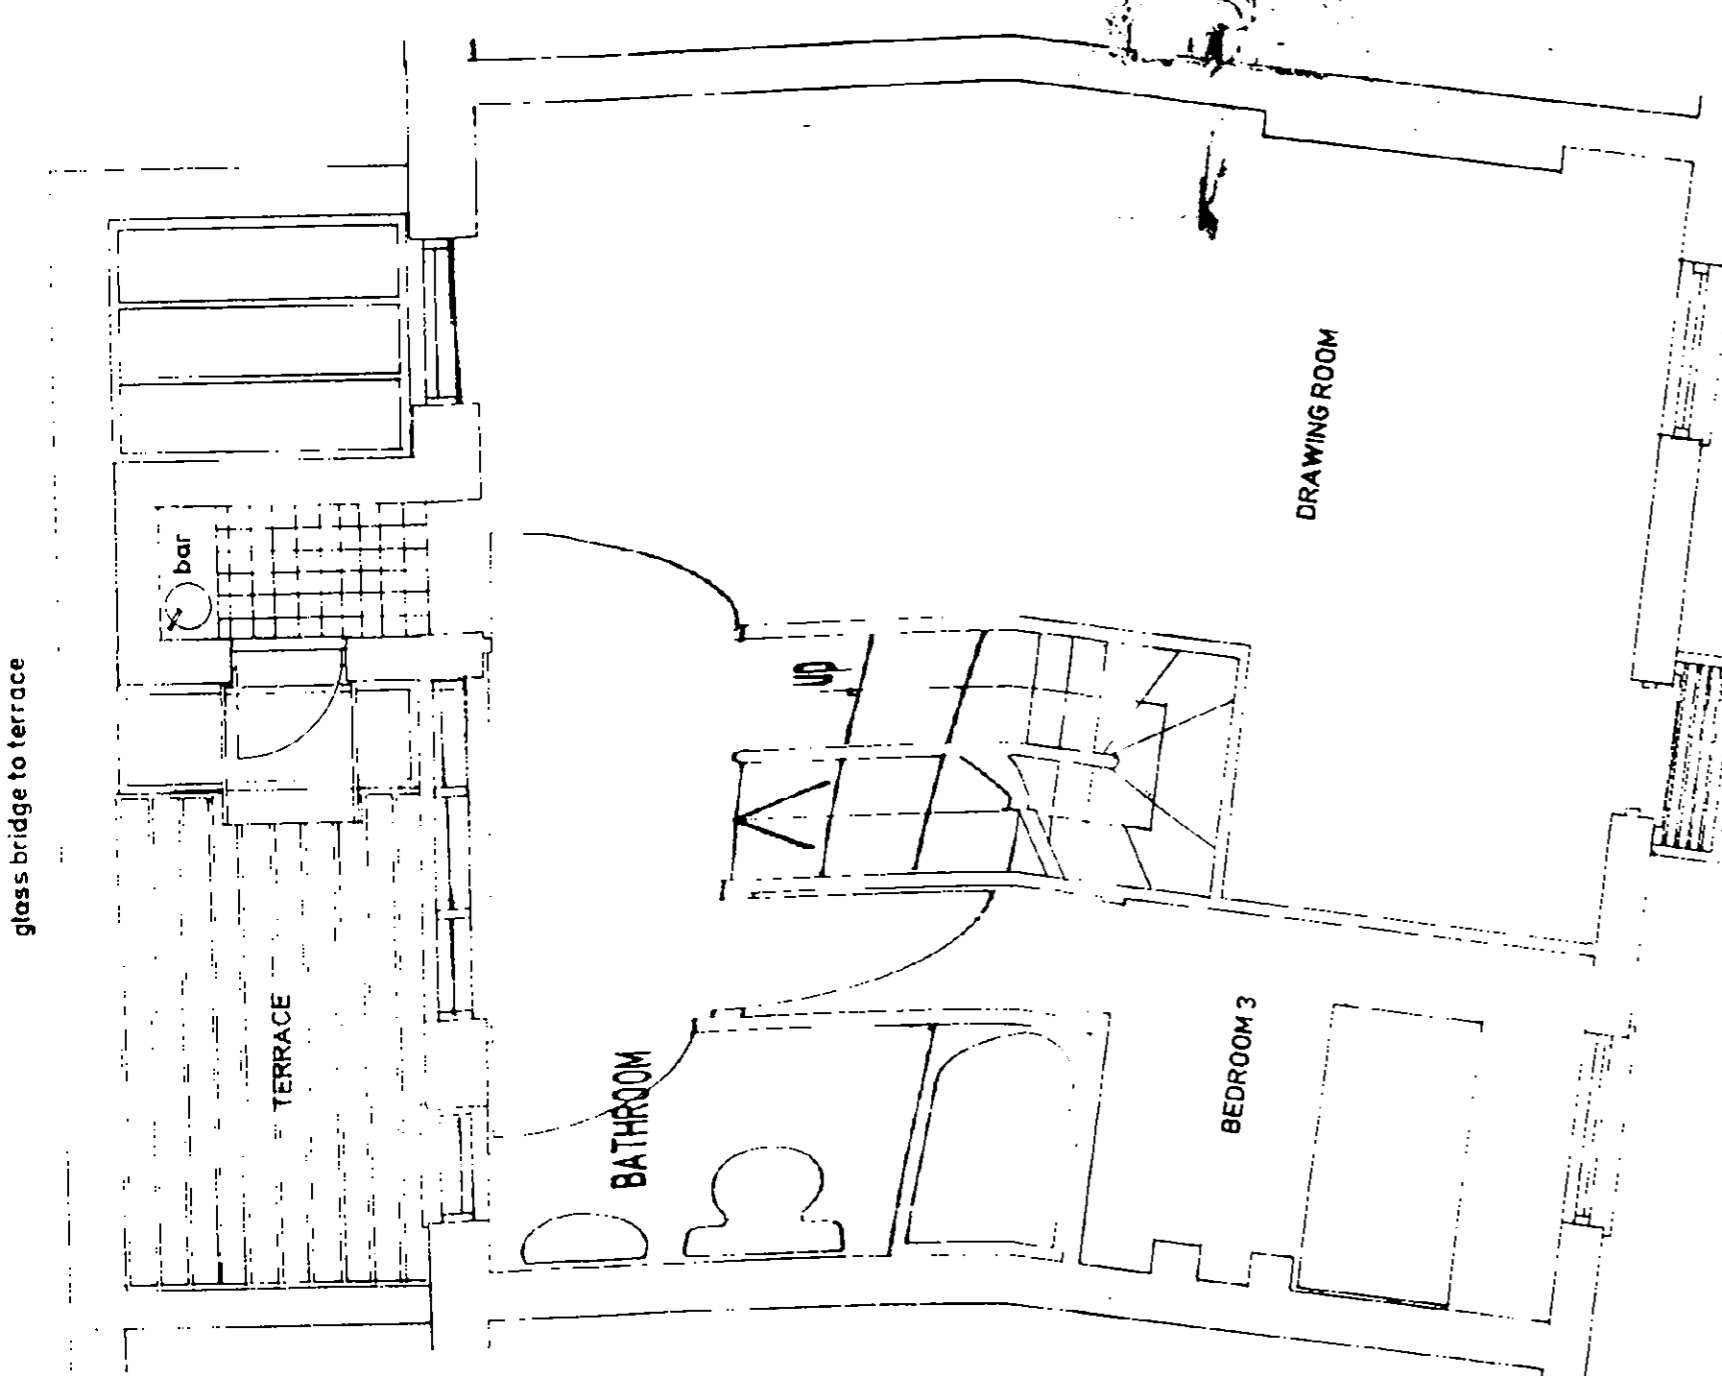 glass bridge to terrace
bar
TERRACE
UP
BATHROOM
DRAWING ROOM
BEDROOM 3